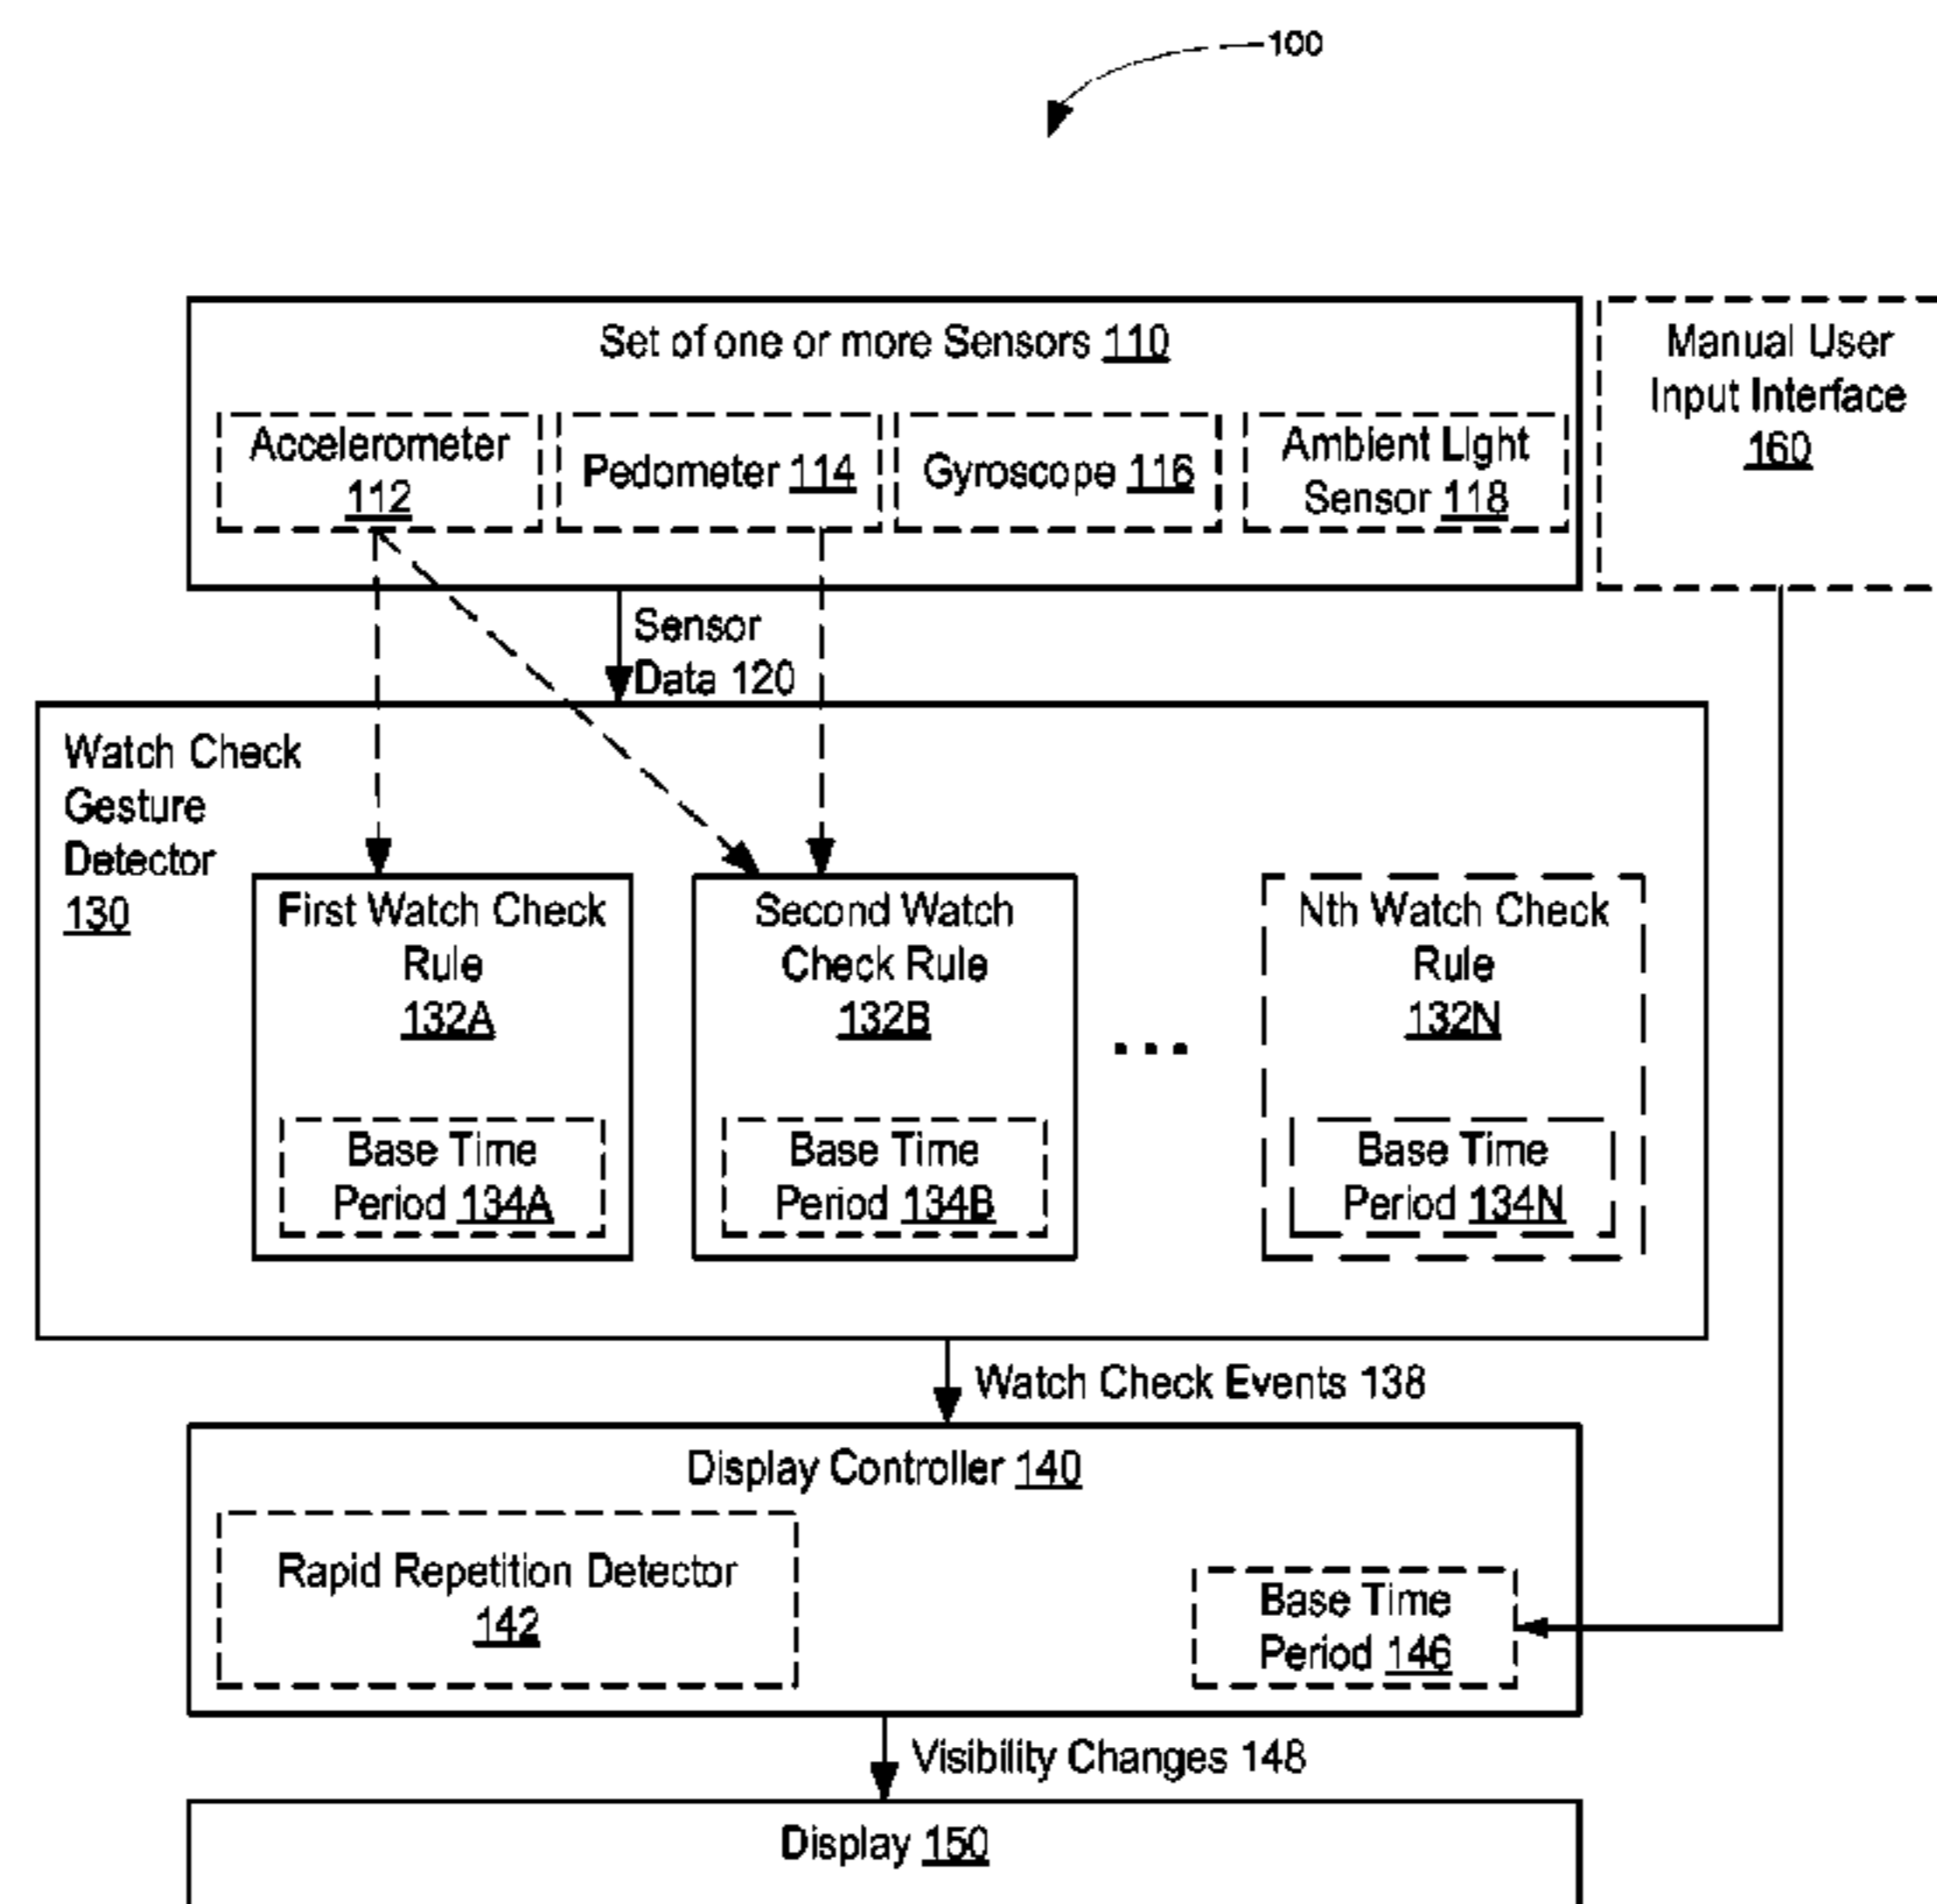 100
Set of one or more Sensors 110
Accelerometer
112
Pedometer 114
Gyroscope 116
Ambient Light
Sensor 118
Manual User
Input Interface
160
Sensor
Data 120
Watch Check
Gesture
Detector
130
First Watch Check
Rule
132A
Base Time
Period 134A
Second Watch
Check Rule
132B
Base Time
Period 134B
...
Nth Watch Check
Rule
132N
Base Time
Period 134N
Watch Check Events 138
Display Controller 140
Rapid Repetition Detector
142
Base Time
Period 146
Visibility Changes 148
Display 150